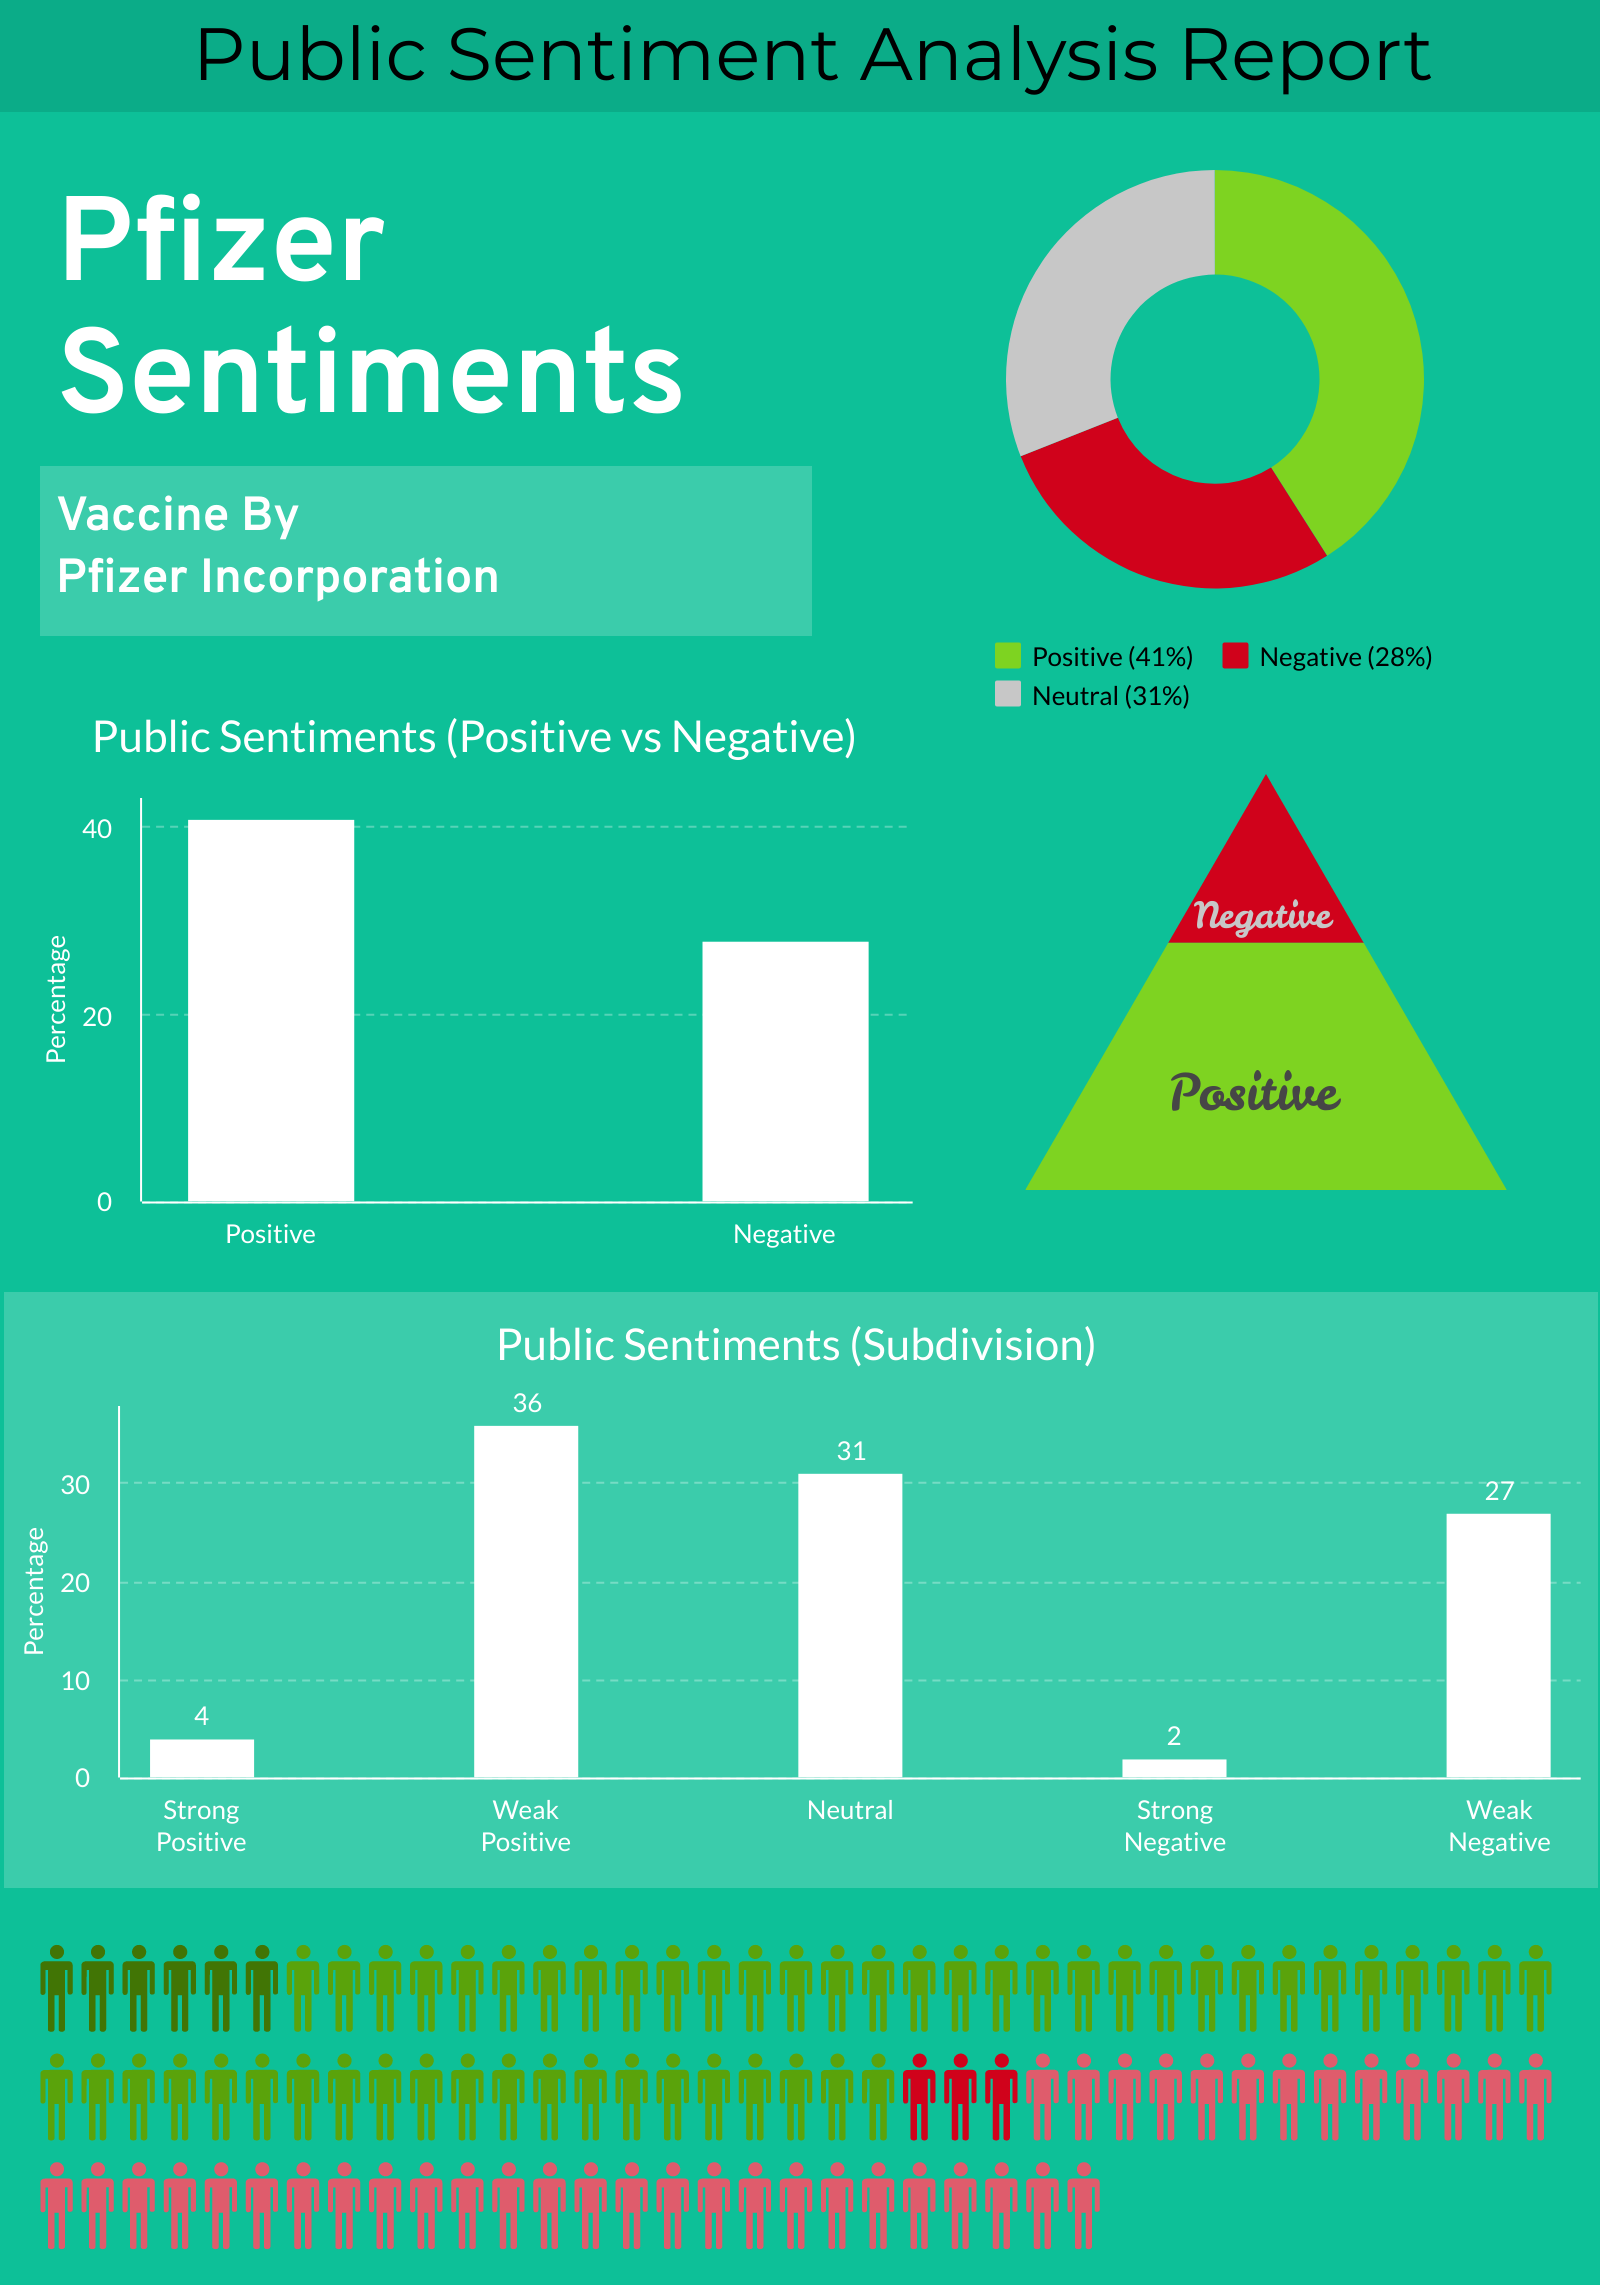 Public Sentiment Analysis Report
Pfizer
Sentiments
Vaccine By
Pfizer Incorporation
Positive (41%)
Negative (28%)
Neutral (31%)
Public Sentiments (Positive vs Negative)
Percentage
40
20
0
Positive
Negative
Negative
Positive
Public Sentiments (Subdivision)
Percentage
30
20
10
0
4
36
31
2
27
Strong
Positive
Weak
Positive
Neutral
Strong
Negative
Weak
Negative